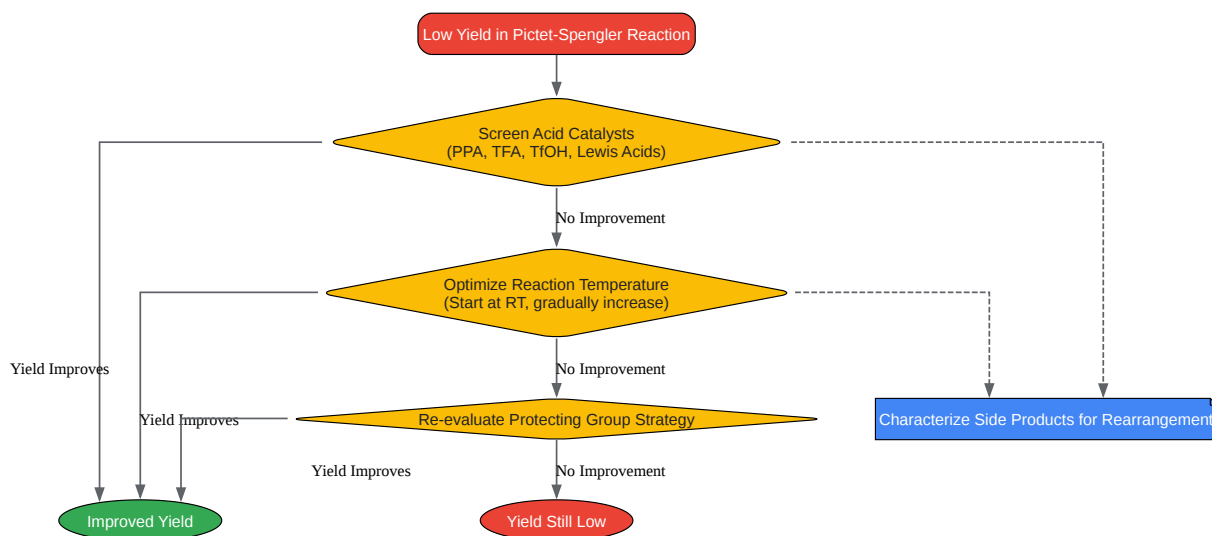 Low Yield in Pictet-Spengler Reaction
Screen Acid Catalysts
(PPA, TFA, TfOH, Lewis Acids)
No Improvement
Optimize Reaction Temperature
(Start at RT, gradually increase)
Yield Improves
No Improvement
Yield Improves
Re-evaluate Protecting Group Strategy
Characterize Side Products for Rearrangement
Yield Improves
No Improvement
Improved Yield
Yield Still Low